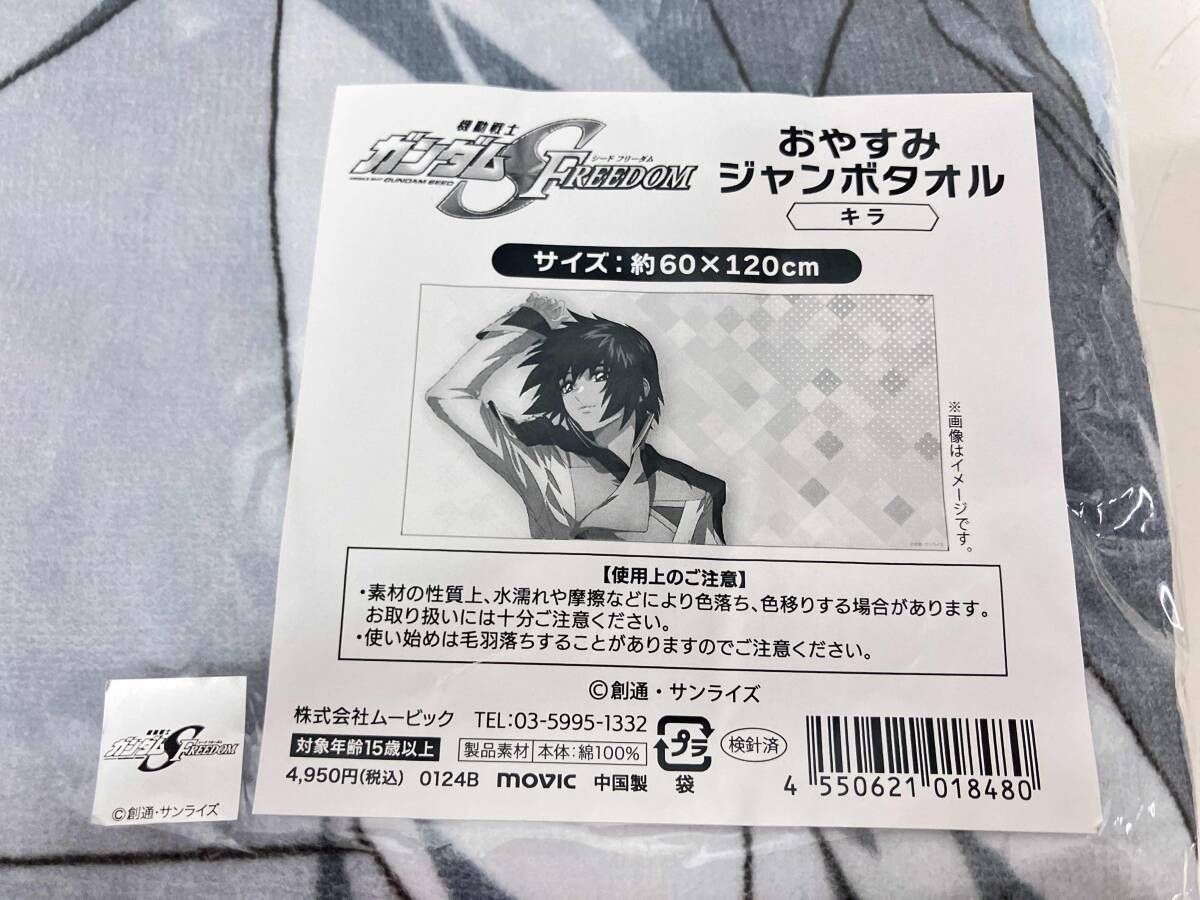 機動戦士
ガンダムSEED FREEDOM
シード フリーダム
おやすみ
ジャンボタオル
キラ
サイズ：約60×120cm
※画像はイメージです。
【使用上のご注意】
・素材の性質上、水濡れや摩擦などにより色落ち、色移りする場合があります。
お取り扱いには十分ご注意ください。
・使い始めは毛羽落ちすることがありますのでご注意ください。
©創通・サンライズ
株式会社ムービック TEL:03-5995-1332
対象年齢15歳以上 製品素材 本体：綿100% プラ 検針済
4,950円(税込) 0124B movic 中国製 袋
4 550621 018480
ガンダムS FREEDOM
©創通・サンライズ